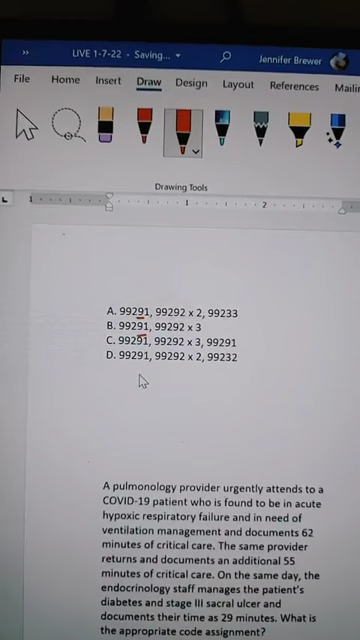 LIVE 1-7-22 - Saving...
Jennifer Brewer
File Home Insert Draw Design Layout References
Drawing Tools
1 1 2
A. 99291, 99292 x 2, 99233
B. 99291, 99292 x 3
C. 99291, 99292 x 3, 99291
D. 99291, 99292 x 2, 99232
A pulmonology provider urgently attends to a
COVID-19 patient who is found to be in acute
hypoxic respiratory failure and in need of
ventilation management and documents 62
minutes of critical care. The same provider
returns and documents an additional 55
minutes of critical care. On the same day, the
endocrinology staff manages the patient's
diabetes and stage III sacral ulcer and
documents their time as 29 minutes. What is
the appropriate code assignment?